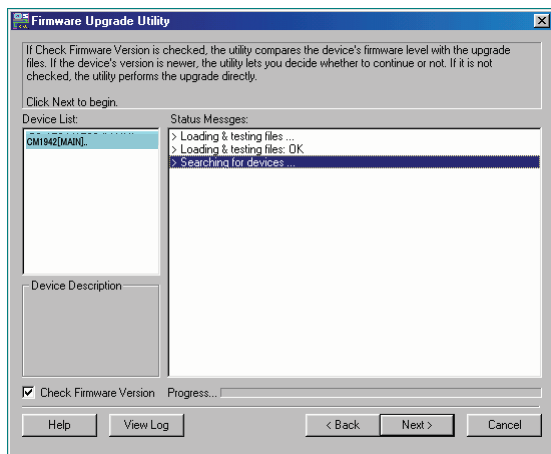 Firmware Upgrade Utility
If Check Firmware Version is checked, the utility compares the device's firmware level with the upgrade
files. If the device's version is newer, the utility lets you decide whether to continue or not. If it is not
checked, the utility performs the upgrade directly.
Click Next to begin.
Device List:
Status Messges:
CM1942[MAIN]..
> Loading & testing files ...
> Loading & testing files: OK
> Searching for devices ...
Device Description
Check Firmware Version
Progress...
Help
View Log
< Back
Next >
Cancel